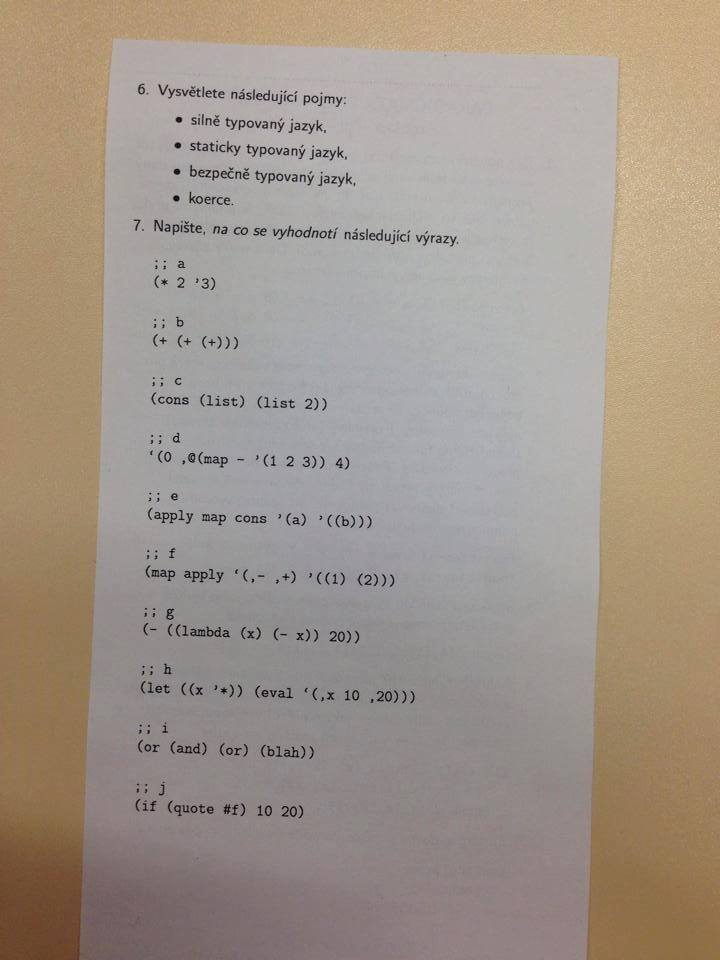 6. Vysvětlete následující pojmy:
• silně typovaný jazyk,
• staticky typovaný jazyk,
• bezpečně typovaný jazyk,
• koerce.
7. Napište, na co se vyhodnotí následující výrazy.
;; a
(* 2 '3)
;; b
(+ (+ (+)))
;; c
(cons (list) (list 2))
;; d
‘(0 ,@(map - '(1 2 3)) 4)
;; e
(apply map cons '(a) '((b)))
;; f
(map apply ‘(,- ,+) '((1) (2)))
;; g
(- ((lambda (x) (- x)) 20))
;; h
(let ((x '*)) (eval ‘(,x 10 ,20)))
;; i
(or (and) (or) (blah))
;; j
(if (quote #f) 10 20)